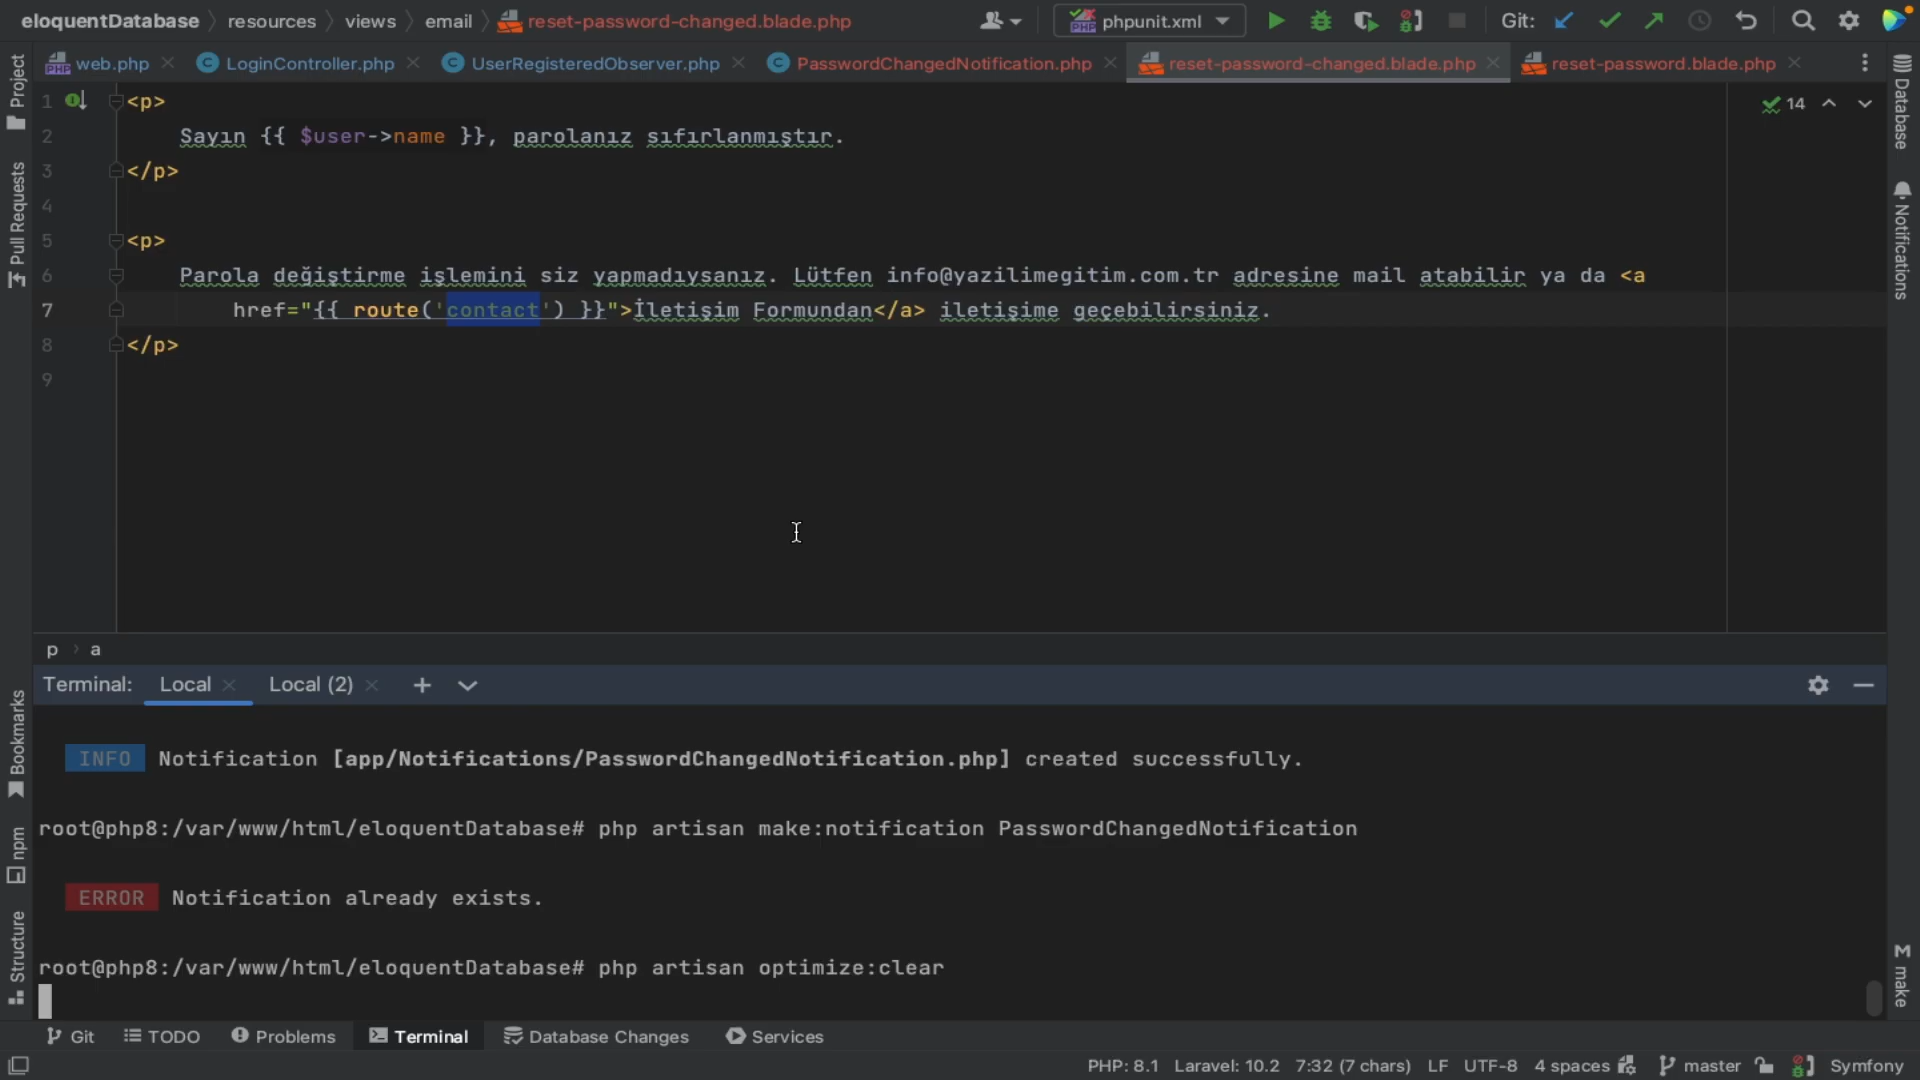 eloquentDatabase resources views email reset-password-changed.blade.php phpunit.xml Git:
web.php LoginController.php UserRegisteredObserver.php PasswordChangedNotification.php reset-password-changed.blade.php reset-password.blade.php
Project
Pull Requests
Bookmarks
npm
Structure
Database
Notifications
make
14
1 <p>
2 Sayın {{ $user->name }}, parolanız sıfırlanmıştır.
3 </p>
4
5 <p>
6 Parola değiştirme işlemini siz yapmadıysanız. Lütfen info@yazilimegitim.com.tr adresine mail atabilir ya da <a
7 href="{{ route('contact') }}">İletişim Formundan</a> iletişime geçebilirsiniz.
8 </p>
9
p a
Terminal: Local Local (2)
INFO Notification [app/Notifications/PasswordChangedNotification.php] created successfully.
root@php8:/var/www/html/eloquentDatabase# php artisan make:notification PasswordChangedNotification
ERROR Notification already exists.
root@php8:/var/www/html/eloquentDatabase# php artisan optimize:clear
Git TODO Problems Terminal Database Changes Services
PHP: 8.1 Laravel: 10.2 7:32 (7 chars) LF UTF-8 4 spaces master Symfony